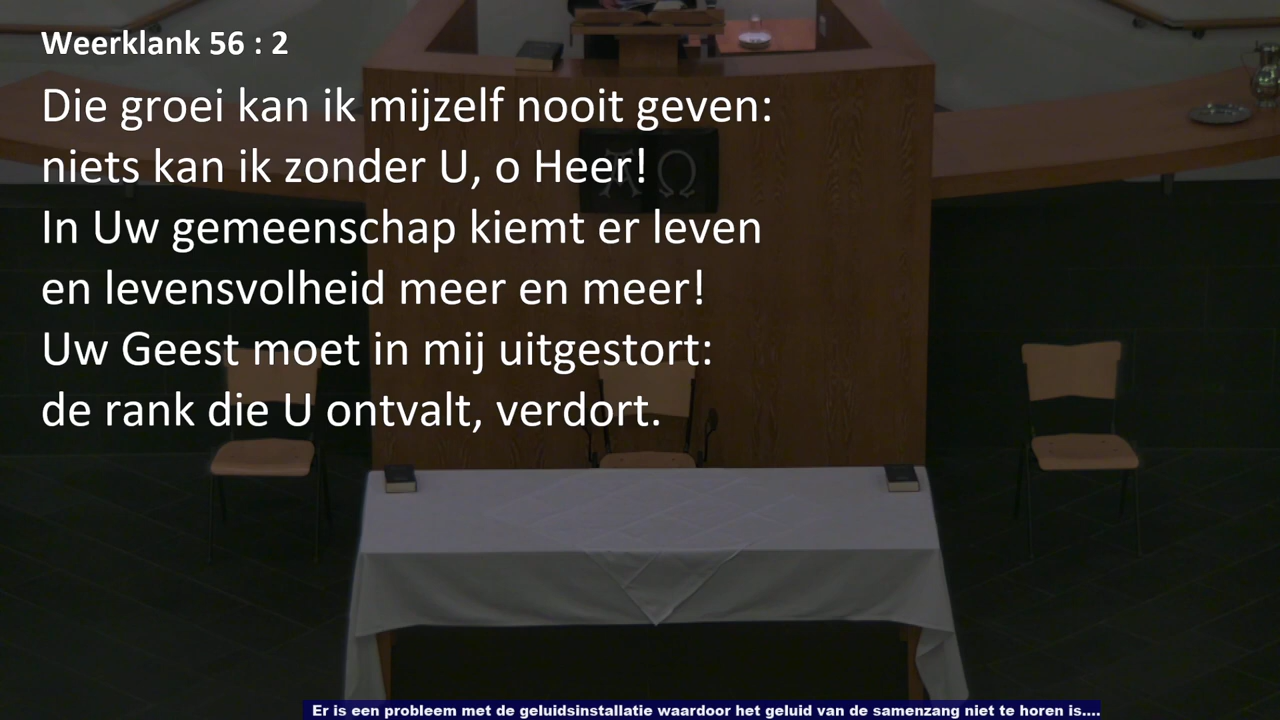 Weerklank 56 : 2
Die groei kan ik mijzelf nooit geven:
niets kan ik zonder U, o Heer!
In Uw gemeenschap kiemt er leven
en levensvolheid meer en meer!
Uw Geest moet in mij uitgestort:
de rank die U ontvalt, verdort.
Α Ω
Er is een probleem met de geluidsinstallatie waardoor het geluid van de samenzang niet te horen is....